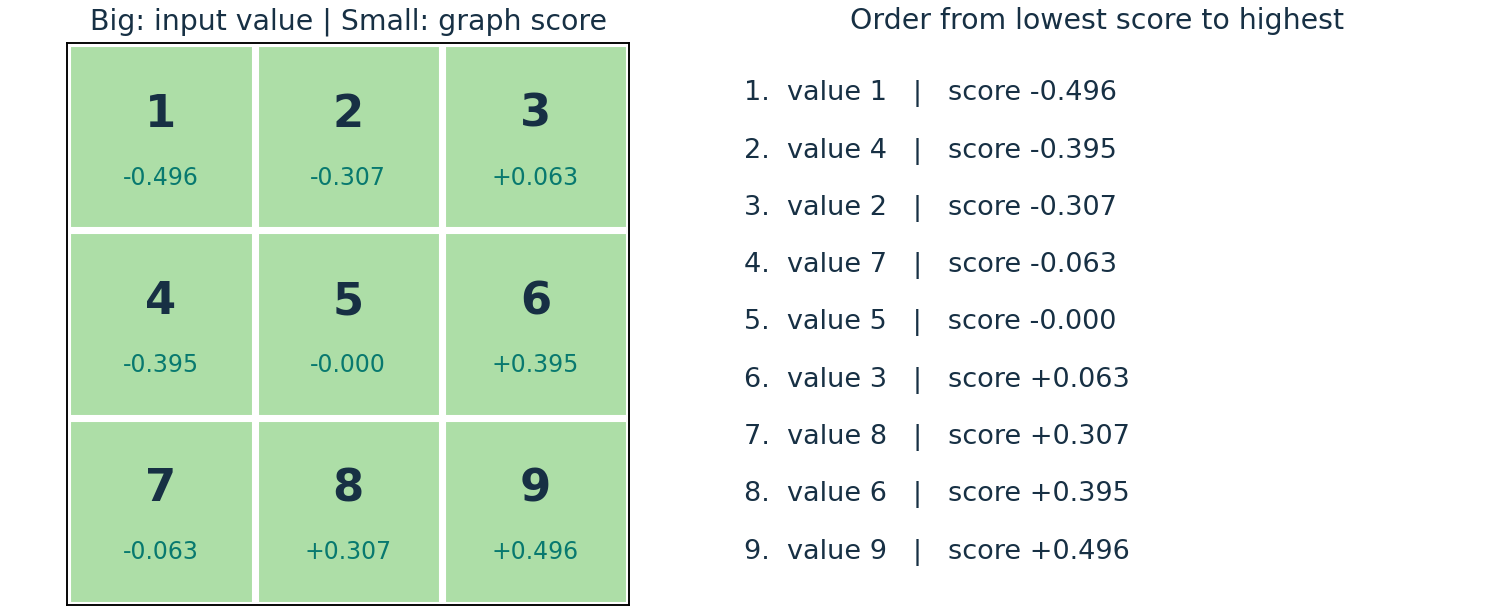 Big: input value | Small: graph score
1 2 3
-0.496 -0.307 +0.063
4 5 6
-0.395 -0.000 +0.395
7 8 9
-0.063 +0.307 +0.496
Order from lowest score to highest
1. value 1 | score -0.496
2. value 4 | score -0.395
3. value 2 | score -0.307
4. value 7 | score -0.063
5. value 5 | score -0.000
6. value 3 | score +0.063
7. value 8 | score +0.307
8. value 6 | score +0.395
9. value 9 | score +0.496